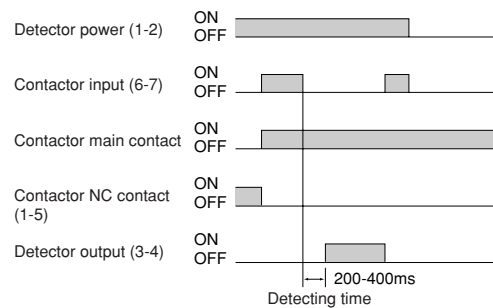 Detector power (1-2)
ON
OFF
Contactor input (6-7)
ON
OFF
Contactor main contact
ON
OFF
Contactor NC contact
(1-5)
ON
OFF
Detector output (3-4)
ON
OFF
200-400ms
Detecting time